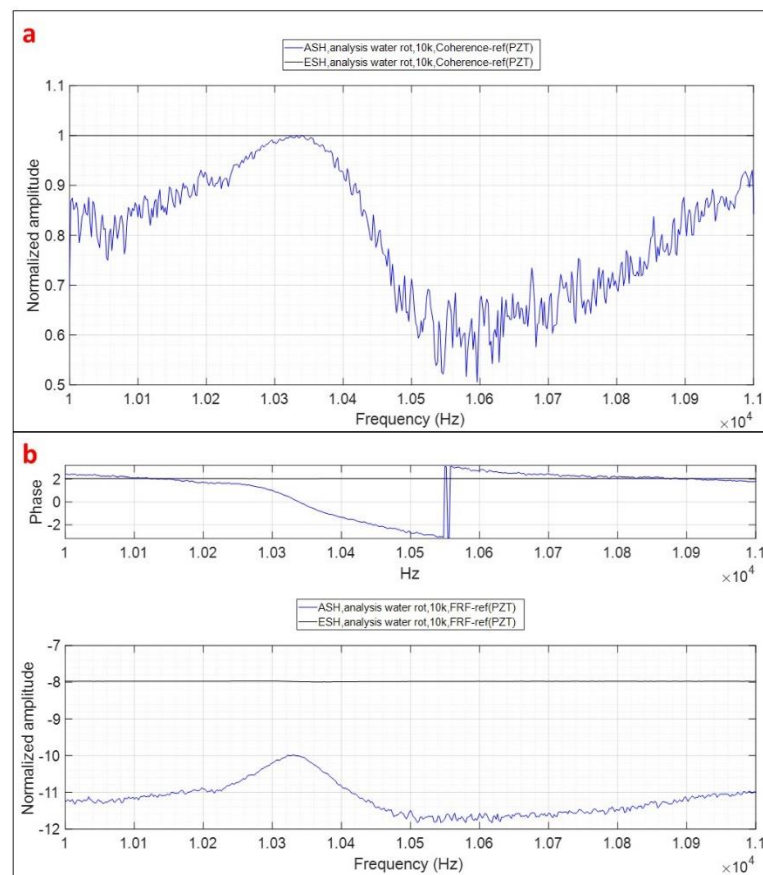 a
ASH,analysis water rot,10k,Coherence-ref(PZT)
ESH,analysis water rot,10k,Coherence-ref(PZT)
1.1
1
0.9
0.8
0.7
0.6
0.5
Normalized amplitude
1 1.01 1.02 1.03 1.04 1.05 1.06 1.07 1.08 1.09 1.1
Frequency (Hz)
×10⁴
b
2
0
-2
Phase
1 1.01 1.02 1.03 1.04 1.05 1.06 1.07 1.08 1.09 1.1
Hz
×10⁴
ASH,analysis water rot,10k,FRF-ref(PZT)
ESH,analysis water rot,10k,FRF-ref(PZT)
-7
-8
-9
-10
-11
-12
Normalized amplitude
1 1.01 1.02 1.03 1.04 1.05 1.06 1.07 1.08 1.09 1.1
Frequency (Hz)
×10⁴